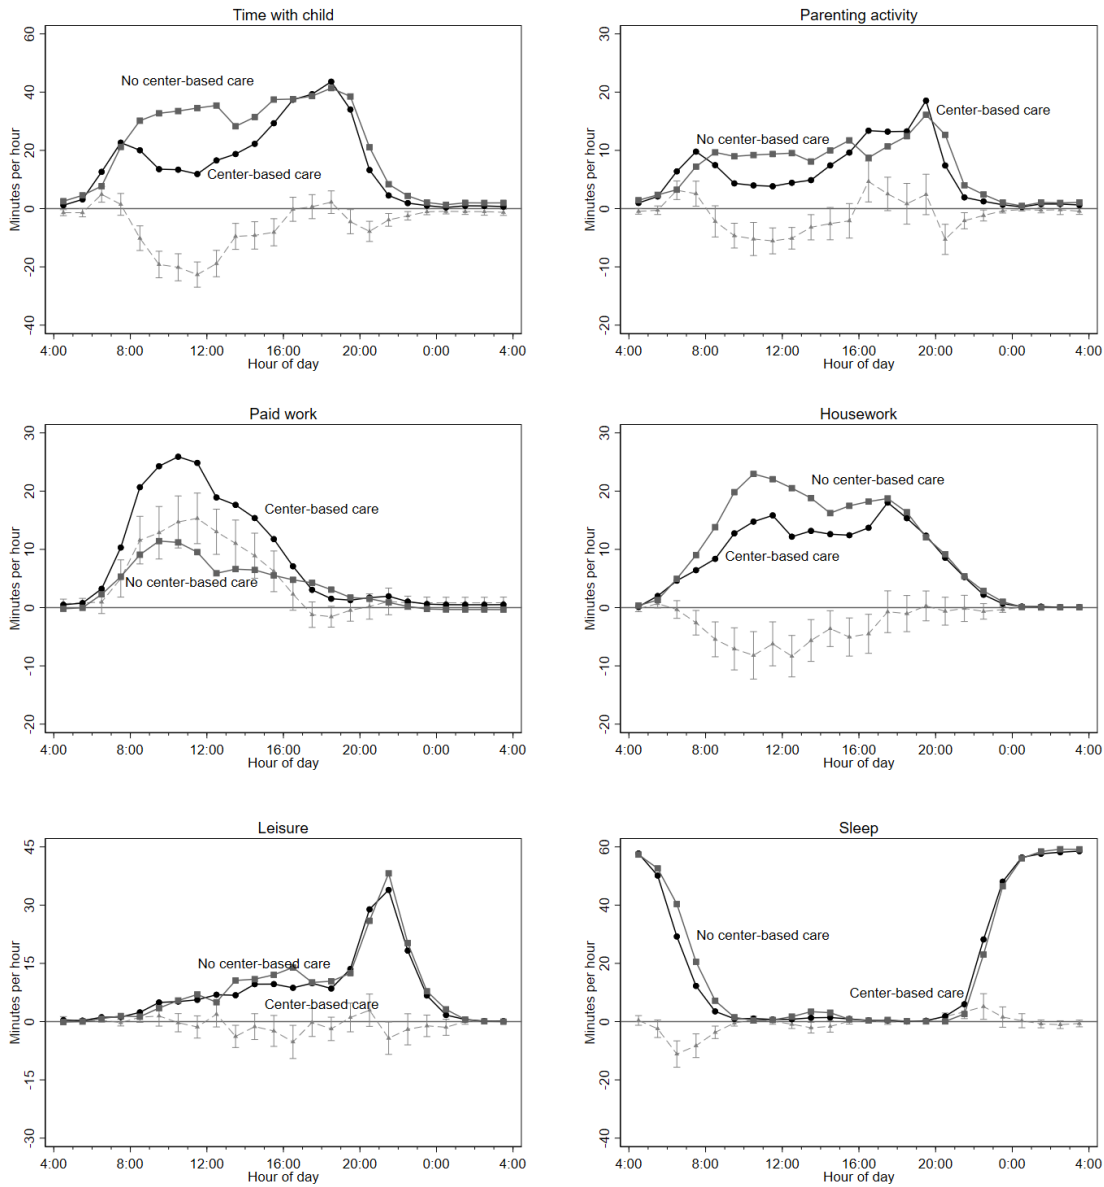 Time with child
Minutes per hour
60
40
20
0
-20
-40
No center-based care
Center-based care
4:00 8:00 12:00 16:00 20:00 0:00 4:00
Hour of day
Parenting activity
Minutes per hour
30
20
10
0
-10
-20
No center-based care
Center-based care
4:00 8:00 12:00 16:00 20:00 0:00 4:00
Hour of day
Paid work
Minutes per hour
30
20
10
0
-10
-20
Center-based care
No center-based care
4:00 8:00 12:00 16:00 20:00 0:00 4:00
Hour of day
Housework
Minutes per hour
30
20
10
0
-10
-20
No center-based care
Center-based care
4:00 8:00 12:00 16:00 20:00 0:00 4:00
Hour of day
Leisure
Minutes per hour
45
30
15
0
-15
-30
No center-based care
Center-based care
4:00 8:00 12:00 16:00 20:00 0:00 4:00
Hour of day
Sleep
Minutes per hour
60
40
20
0
-20
-40
No center-based care
Center-based care
4:00 8:00 12:00 16:00 20:00 0:00 4:00
Hour of day